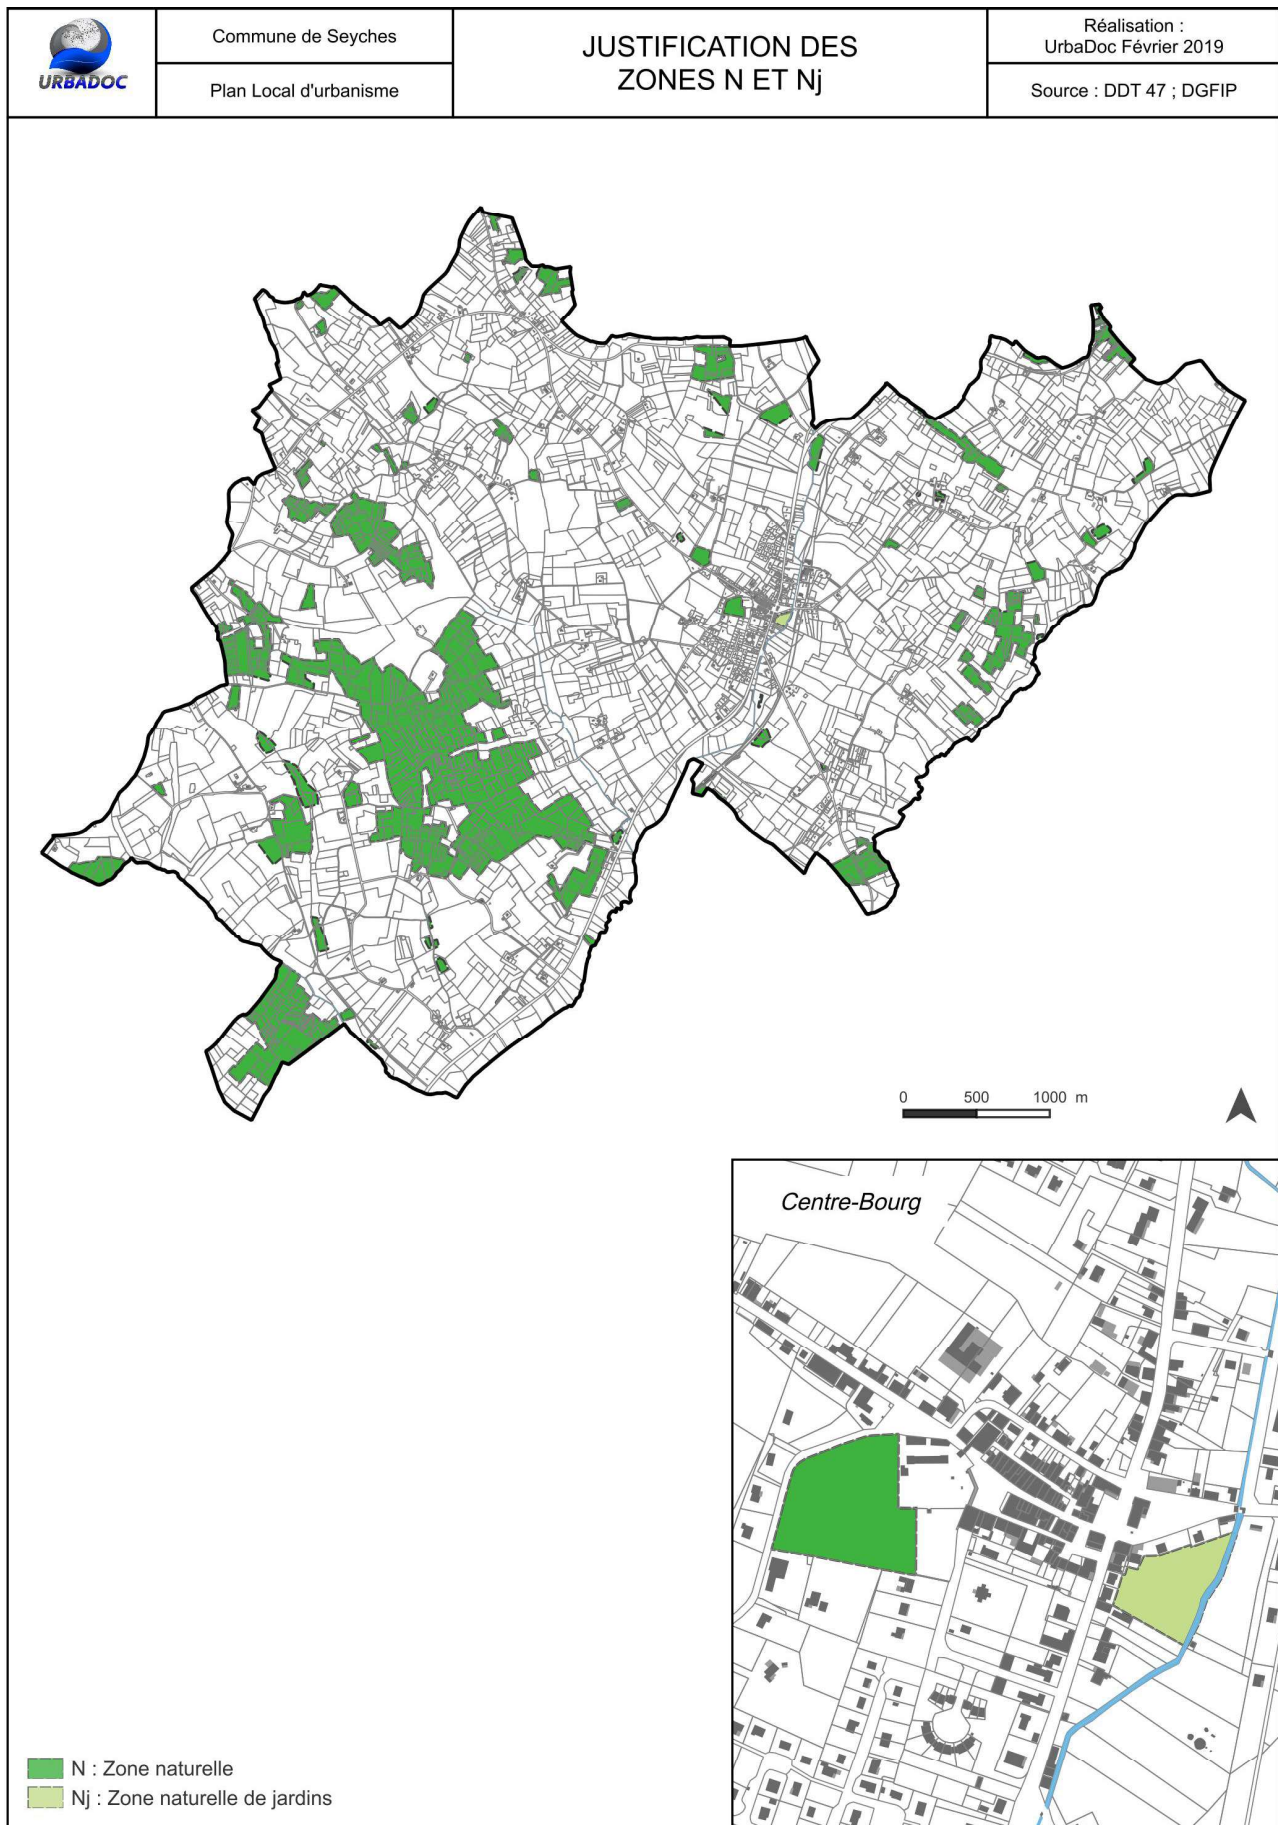 URBADOC
Commune de Seyches
Plan Local d'urbanisme
JUSTIFICATION DES
ZONES N ET Nj
Réalisation :
UrbaDoc Février 2019
Source : DDT 47 ; DGFIP
0 500 1000 m
Centre-Bourg
N : Zone naturelle
Nj : Zone naturelle de jardins